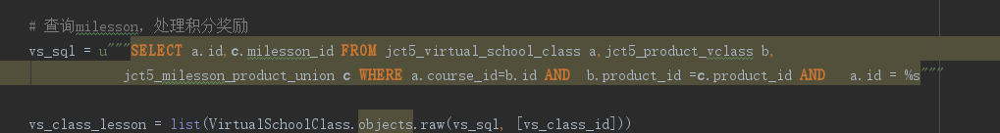 # 查询milesson, 处理积分奖励
vs_sql = u"""SELECT a.id,c.milesson_id FROM jct5_virtual_school_class a,jct5_product_vclass b,
jct5_milesson_product_union c WHERE a.course_id=b.id AND b.product_id =c.product_id AND a.id = %s"""
vs_class_lesson = list(VirtualSchoolClass.objects.raw(vs_sql, [vs_class_id]))